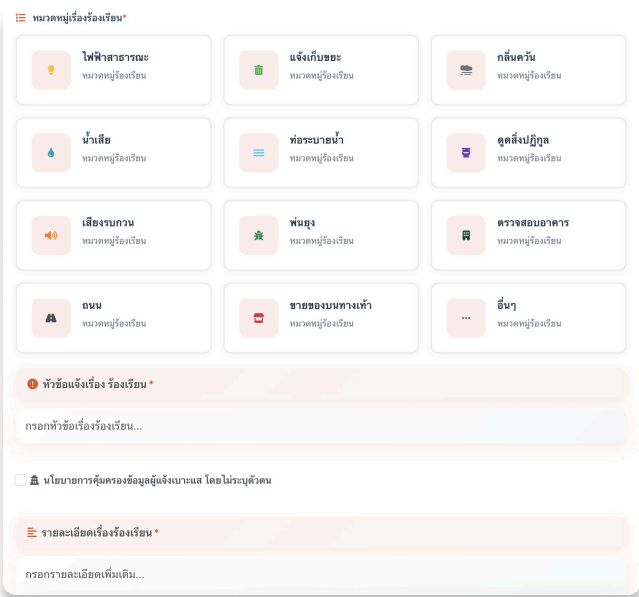 หมวดหมู่เรื่องร้องเรียน*
ไฟฟ้าสาธารณะ
หมวดหมู่ร้องเรียน
แจ้งเก็บขยะ
หมวดหมู่ร้องเรียน
กลิ่นควัน
หมวดหมู่ร้องเรียน
น้ำเสีย
หมวดหมู่ร้องเรียน
ท่อระบายน้ำ
หมวดหมู่ร้องเรียน
ดูดสิ่งปฏิกูล
หมวดหมู่ร้องเรียน
เสียงรบกวน
หมวดหมู่ร้องเรียน
พ่นยุง
หมวดหมู่ร้องเรียน
ตรวจสอบอาคาร
หมวดหมู่ร้องเรียน
ถนน
หมวดหมู่ร้องเรียน
ขายของบนทางเท้า
หมวดหมู่ร้องเรียน
อื่นๆ
หมวดหมู่ร้องเรียน
หัวข้อแจ้งเรื่อง ร้องเรียน *
กรอกหัวข้อเรื่องร้องเรียน...
นโยบายการคุ้มครองข้อมูลผู้แจ้งเบาะแส โดยไม่ระบุตัวตน
รายละเอียดเรื่องร้องเรียน *
กรอกรายละเอียดเพิ่มเติม...